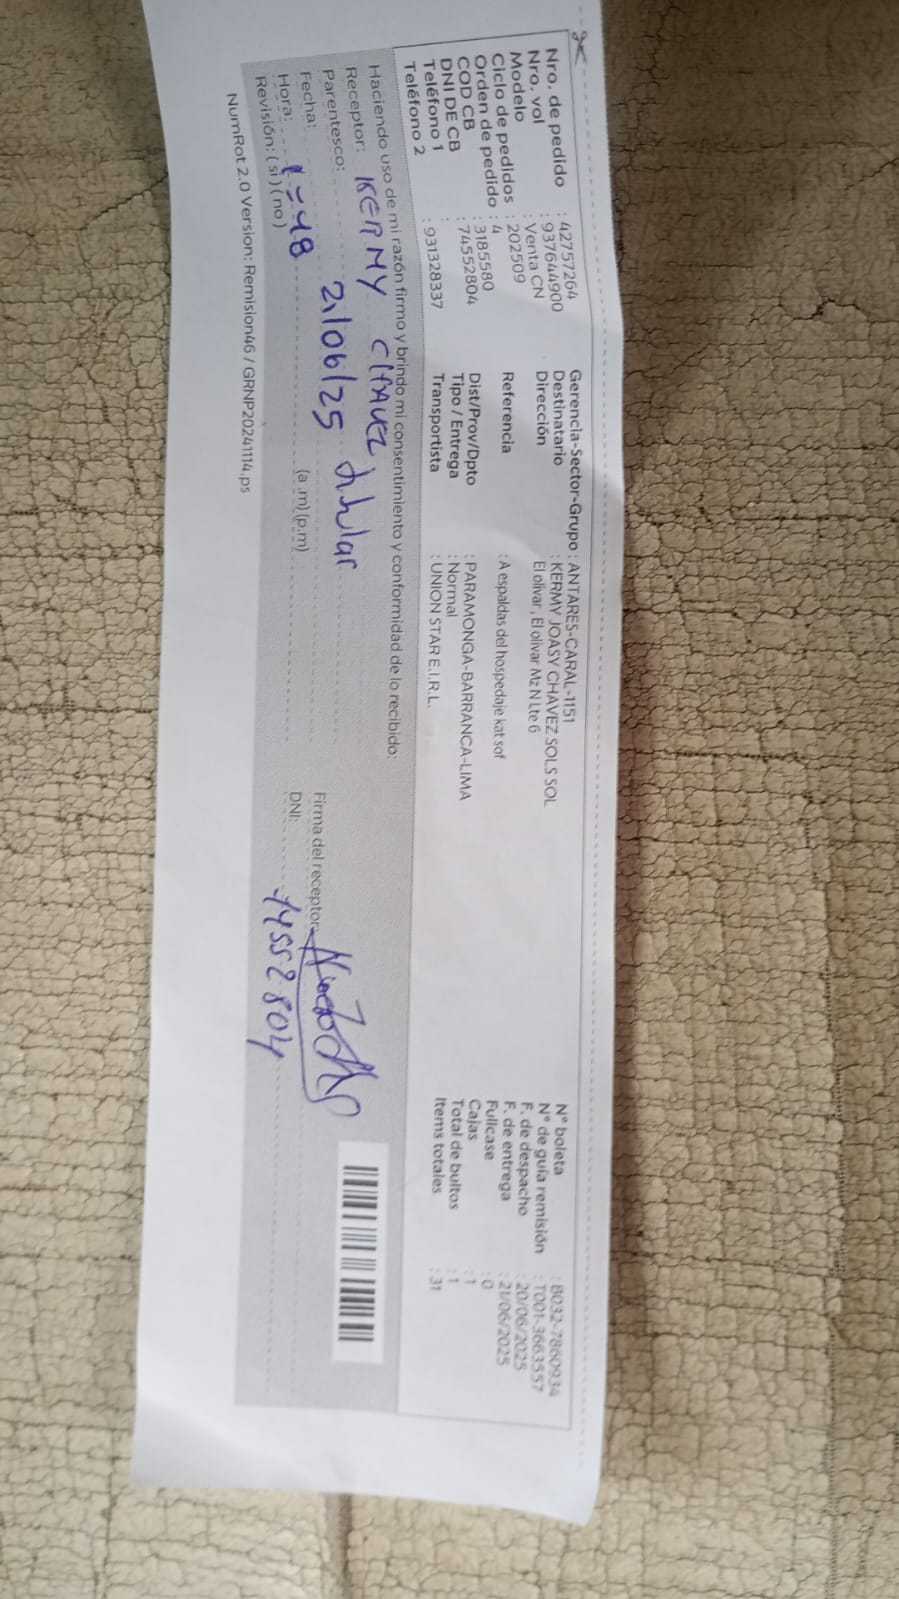 Nro. de pedido : 42757264
Nro. vol : 937644900
Modelo : Venta CN
Ciclo de pedidos : 202509
Orden de pedido : 4
COD CB : 3185580
DNI DE CB : 74552804
Teléfono 1 :
Teléfono 2 : 931328337
Gerencia-Sector-Grupo : ANTARES-CARAL-1151
Destinatario : KERMY JOASY CHAVEZ SOLS SOL
Dirección El olivar , El olivar Mz N Lte 6
Referencia : A espaldas del hospedaje kat sof
Dist/Prov/Dpto : PARAMONGA-BARRANCA-LIMA
Tipo / Entrega : Normal
Transportista : UNION STAR E.I.R.L.
N° boleta : B032-7860934
N° de guía remisión : T001-3663557
F. de despacho : 20/06/2025
F. de entrega : 21/06/2025
Fullcase : 0
Cajas : 1
Total de bultos : 1
Items totales : 31
Haciendo uso de mi razón firmo y brindo mi consentimiento y conformidad de lo recibido:
Receptor: KERMY CHAVEZ
Parentesco: titular
Fecha: 21/06/25
Hora: 1=48 (a .m) (p.m)
Revisión: ( si ) ( no )
Firma del receptor
DNI: 74552804
NumRot 2.0 Version: Remision46 / GRNP20241114.ps